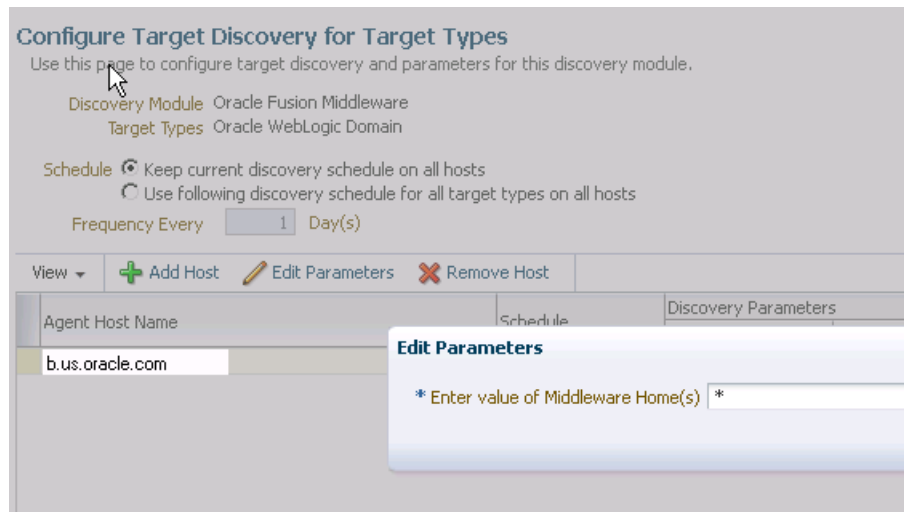 Configure Target Discovery for Target Types
Use this page to configure target discovery and parameters for this discovery module.
Discovery Module Oracle Fusion Middleware
Target Types Oracle WebLogic Domain
Schedule Keep current discovery schedule on all hosts
Use following discovery schedule for all target types on all hosts
Frequency Every 1 Day(s)
View Add Host Edit Parameters Remove Host
Agent Host Name Schedule Discovery Parameters
b.us.oracle.com
Edit Parameters
* Enter value of Middleware Home(s) *